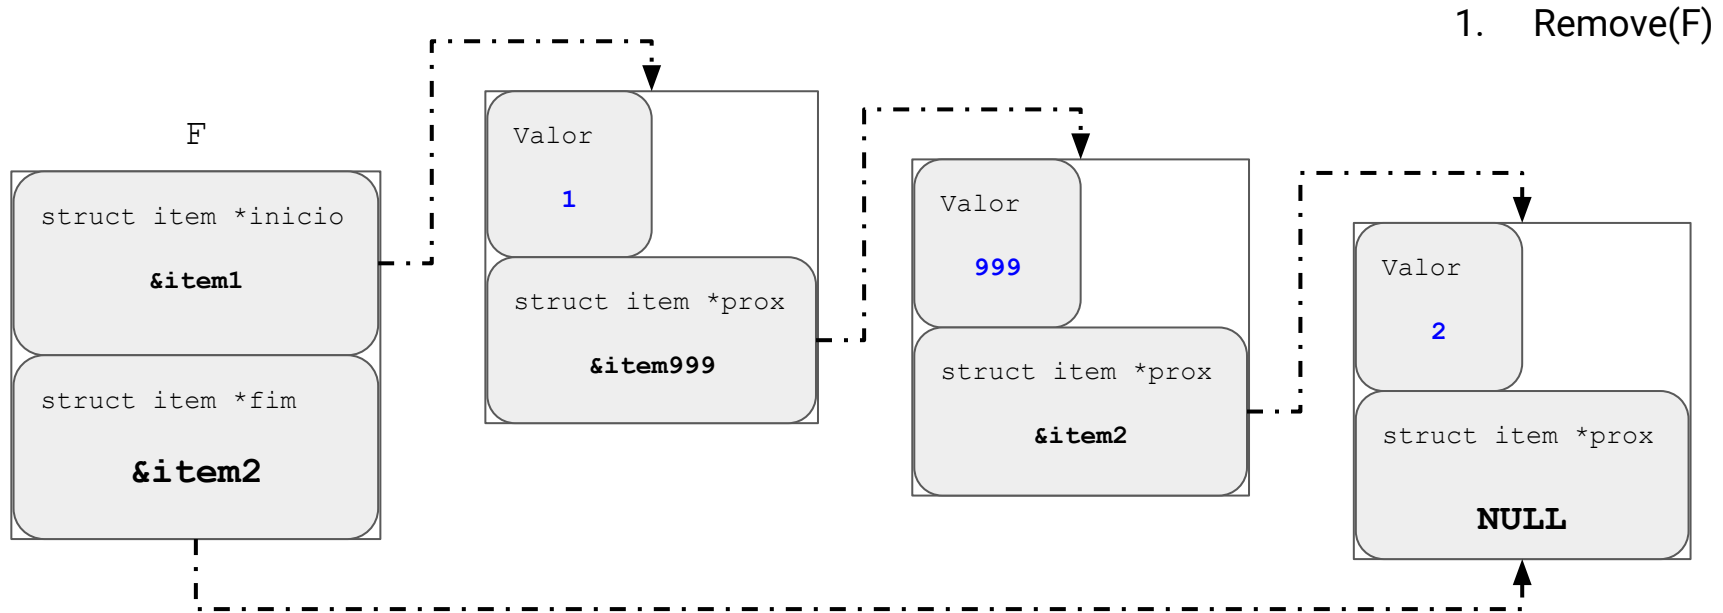 1. Remove(F)
F
struct item *inicio
&item1
struct item *fim
&item2
Valor
1
struct item *prox
&item999
Valor
999
struct item *prox
&item2
Valor
2
struct item *prox
NULL